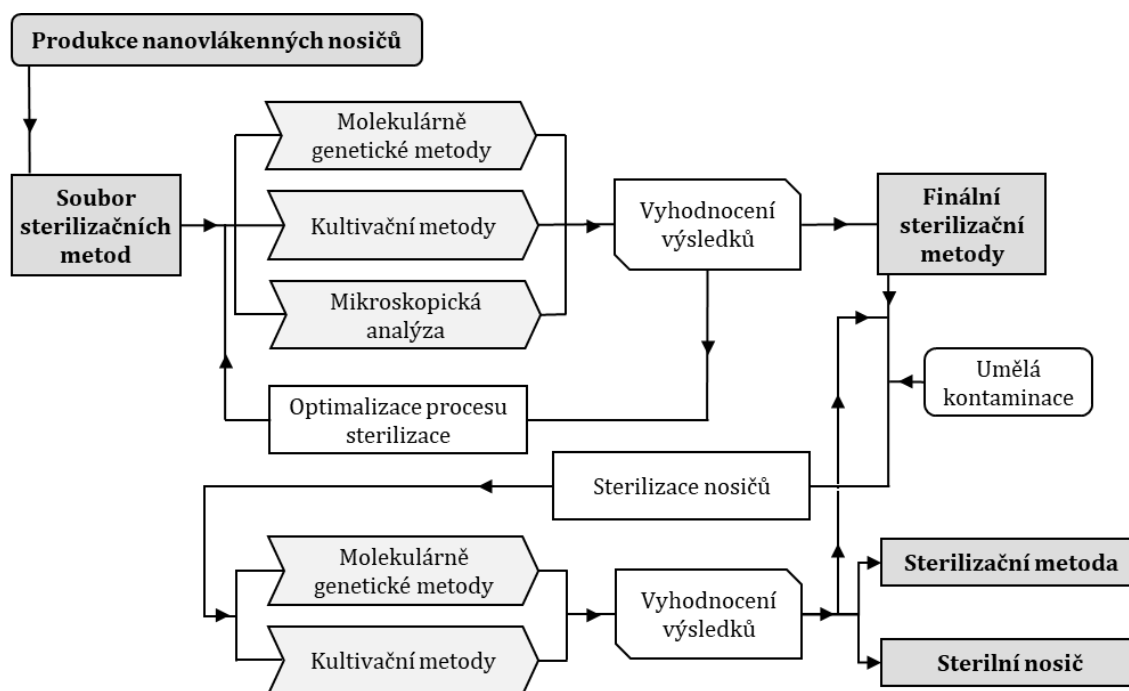 Produkce nanovlákenných nosičů
Molekulárně
genetické metody
Soubor
sterilizačních
metod
Kultivační metody
Vyhodnocení
výsledků
Finální
sterilizační
metody
Mikroskopická
analýza
Umělá
kontaminace
Optimalizace procesu
sterilizace
Sterilizace nosičů
Molekulárně
genetické metody
Sterilizační metoda
Vyhodnocení
výsledků
Kultivační metody
Sterilní nosič